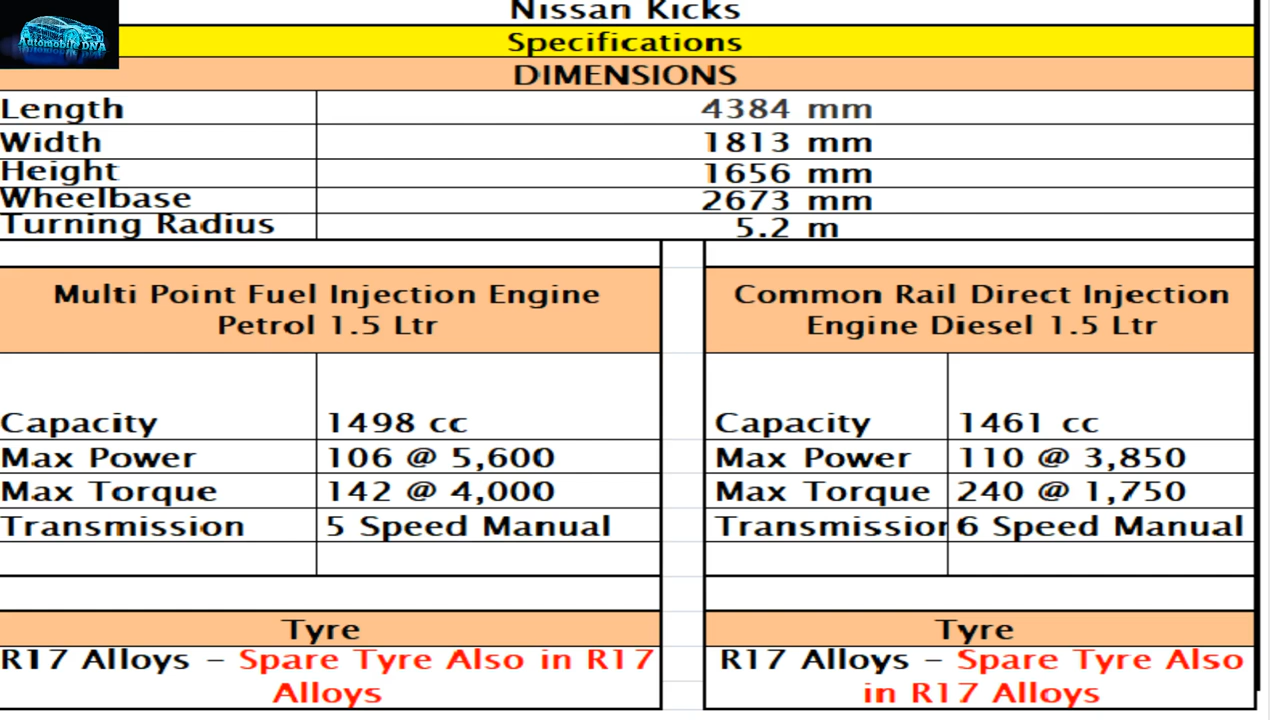 Nissan Kicks
Automobile DNA
Specifications
DIMENSIONS
Length 4384 mm
Width 1813 mm
Height 1656 mm
Wheelbase 2673 mm
Turning Radius 5.2 m
Multi Point Fuel Injection Engine
Petrol 1.5 Ltr
Capacity 1498 cc
Max Power 106 @ 5,600
Max Torque 142 @ 4,000
Transmission 5 Speed Manual
Tyre
R17 Alloys – Spare Tyre Also in R17
Alloys
Common Rail Direct Injection
Engine Diesel 1.5 Ltr
Capacity 1461 cc
Max Power 110 @ 3,850
Max Torque 240 @ 1,750
Transmission 6 Speed Manual
Tyre
R17 Alloys – Spare Tyre Also
in R17 Alloys